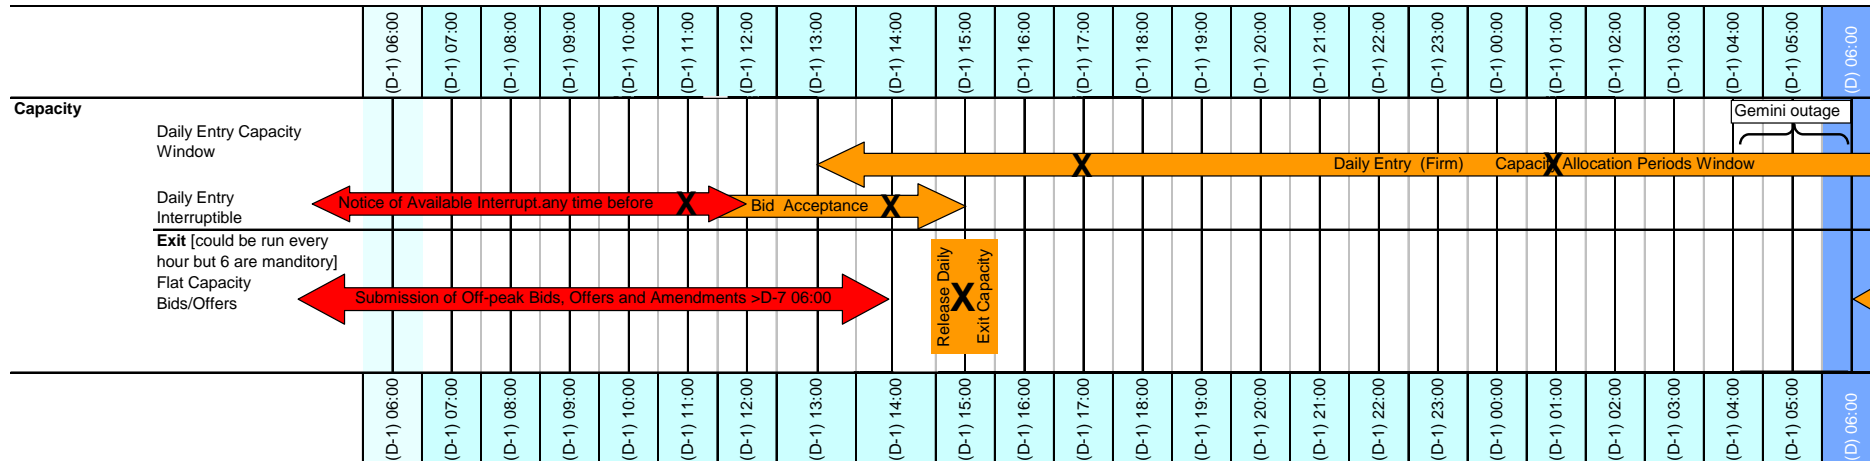 (D-1) 06:00
(D-1) 07:00
(D-1) 08:00
(D-1) 09:00
(D-1) 10:00
(D-1) 11:00
(D-1) 12:00
(D-1) 13:00
(D-1) 14:00
(D-1) 15:00
(D-1) 16:00
(D-1) 17:00
(D-1) 18:00
(D-1) 19:00
(D-1) 20:00
(D-1) 21:00
(D-1) 22:00
(D-1) 23:00
(D-1) 00:00
(D-1) 01:00
(D-1) 02:00
(D-1) 03:00
(D-1) 04:00
(D-1) 05:00
(D) 06:00
Capacity
Gemini outage
Daily Entry Capacity
Window
X
Daily Entry (Firm) Capacity Allocation Periods Window
X
Daily Entry
Interruptible
Notice of Available Interrupt.any time before
X
Bid Acceptance
X
Exit [could be run every
hour but 6 are manditory]
Flat Capacity
Bids/Offers
Submission of Off-peak Bids, Offers and Amendments >D-7 06:00
Release Daily
X
Exit Capacity
(D-1) 06:00
(D-1) 07:00
(D-1) 08:00
(D-1) 09:00
(D-1) 10:00
(D-1) 11:00
(D-1) 12:00
(D-1) 13:00
(D-1) 14:00
(D-1) 15:00
(D-1) 16:00
(D-1) 17:00
(D-1) 18:00
(D-1) 19:00
(D-1) 20:00
(D-1) 21:00
(D-1) 22:00
(D-1) 23:00
(D-1) 00:00
(D-1) 01:00
(D-1) 02:00
(D-1) 03:00
(D-1) 04:00
(D-1) 05:00
(D) 06:00